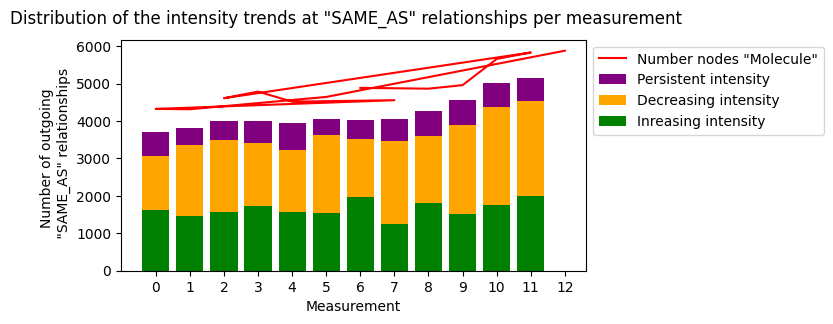 Distribution of the intensity trends at "SAME_AS" relationships per measurement
Number of outgoing
"SAME_AS" relationships
6000
5000
4000
3000
2000
1000
0
0 1 2 3 4 5 6 7 8 9 10 11 12
Measurement
Number nodes "Molecule"
Persistent intensity
Decreasing intensity
Inreasing intensity